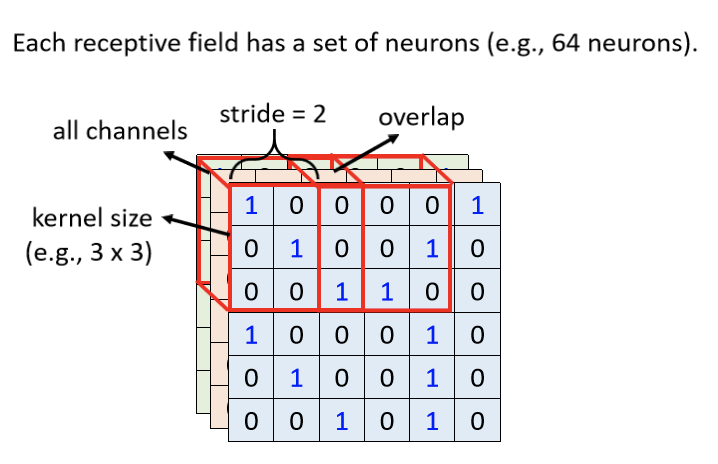 Each receptive field has a set of neurons (e.g., 64 neurons).
stride = 2
overlap
all channels
kernel size
(e.g., 3 x 3)
1 0 0 0 0 1
0 1 0 0 1 0
0 0 1 1 0 0
1 0 0 0 1 0
0 1 0 0 1 0
0 0 1 0 1 0